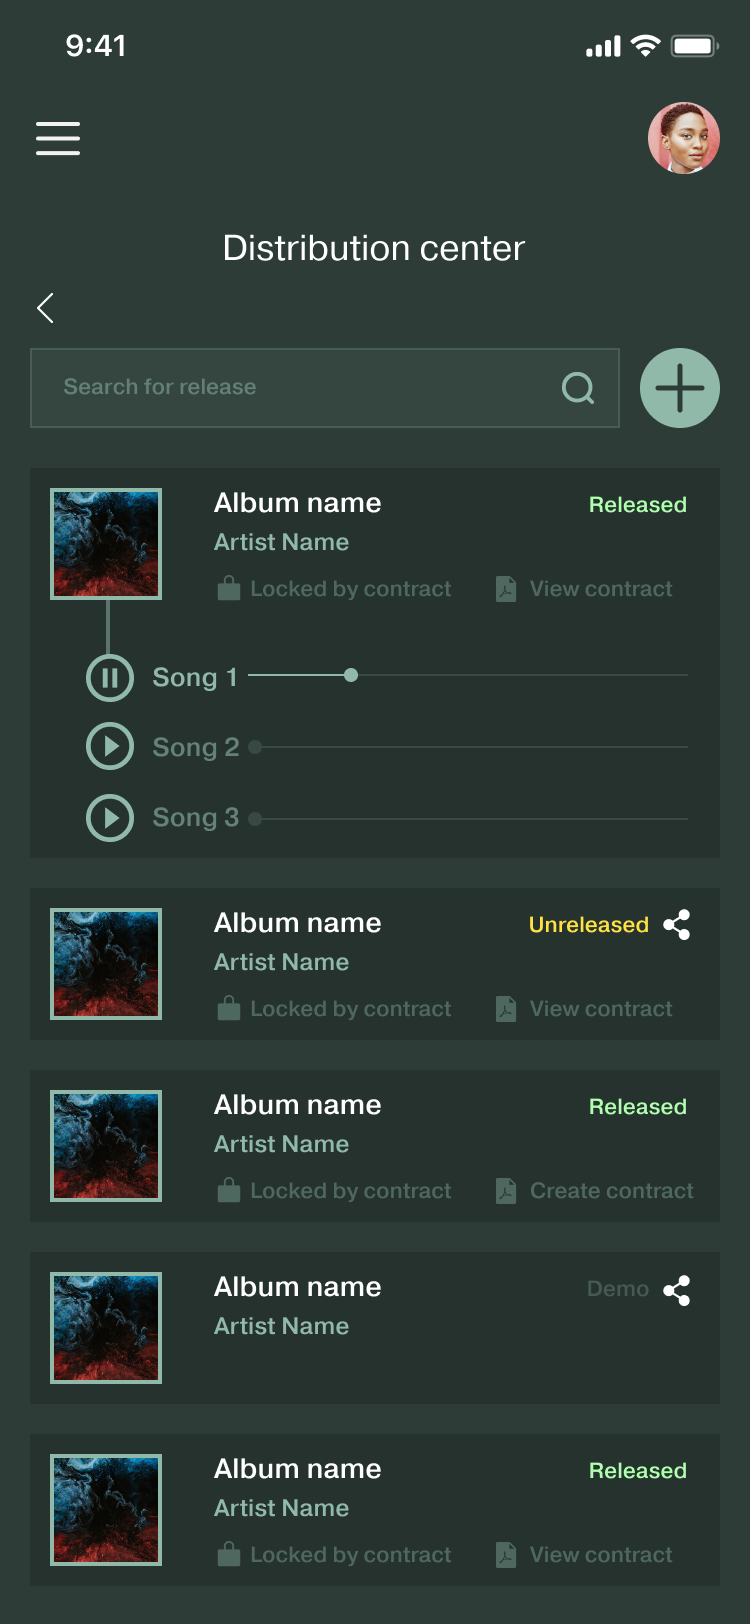 9:41
Distribution center
Search for release
Album name Released
Artist Name
Locked by contract View contract
Song 1
Song 2
Song 3
Album name Unreleased
Artist Name
Locked by contract View contract
Album name Released
Artist Name
Locked by contract Create contract
Album name Demo
Artist Name
Album name Released
Artist Name
Locked by contract View contract